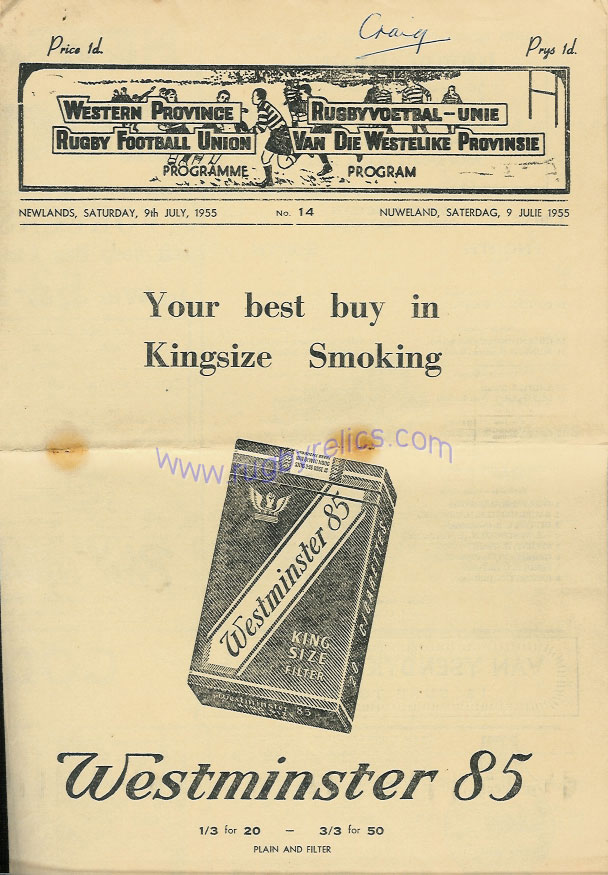 Craig
Price 1d.
Prys 1d.
WESTERN PROVINCE
RUGBY FOOTBALL UNION
PROGRAMME
RUGBYVOETBAL-UNIE
VAN DIE WESTELIKE PROVINSIE
PROGRAM
NEWLANDS, SATURDAY, 9th JULY, 1955
No. 14
NUWELAND, SATERDAG, 9 JULIE 1955
Your best buy in
Kingsize Smoking
www.rugbyrelics.com
Westminster 85
KING
SIZE
FILTER
20 CIGARETTES
Westminster 85
Westminster 85
1/3 for 20 – 3/3 for 50
PLAIN AND FILTER